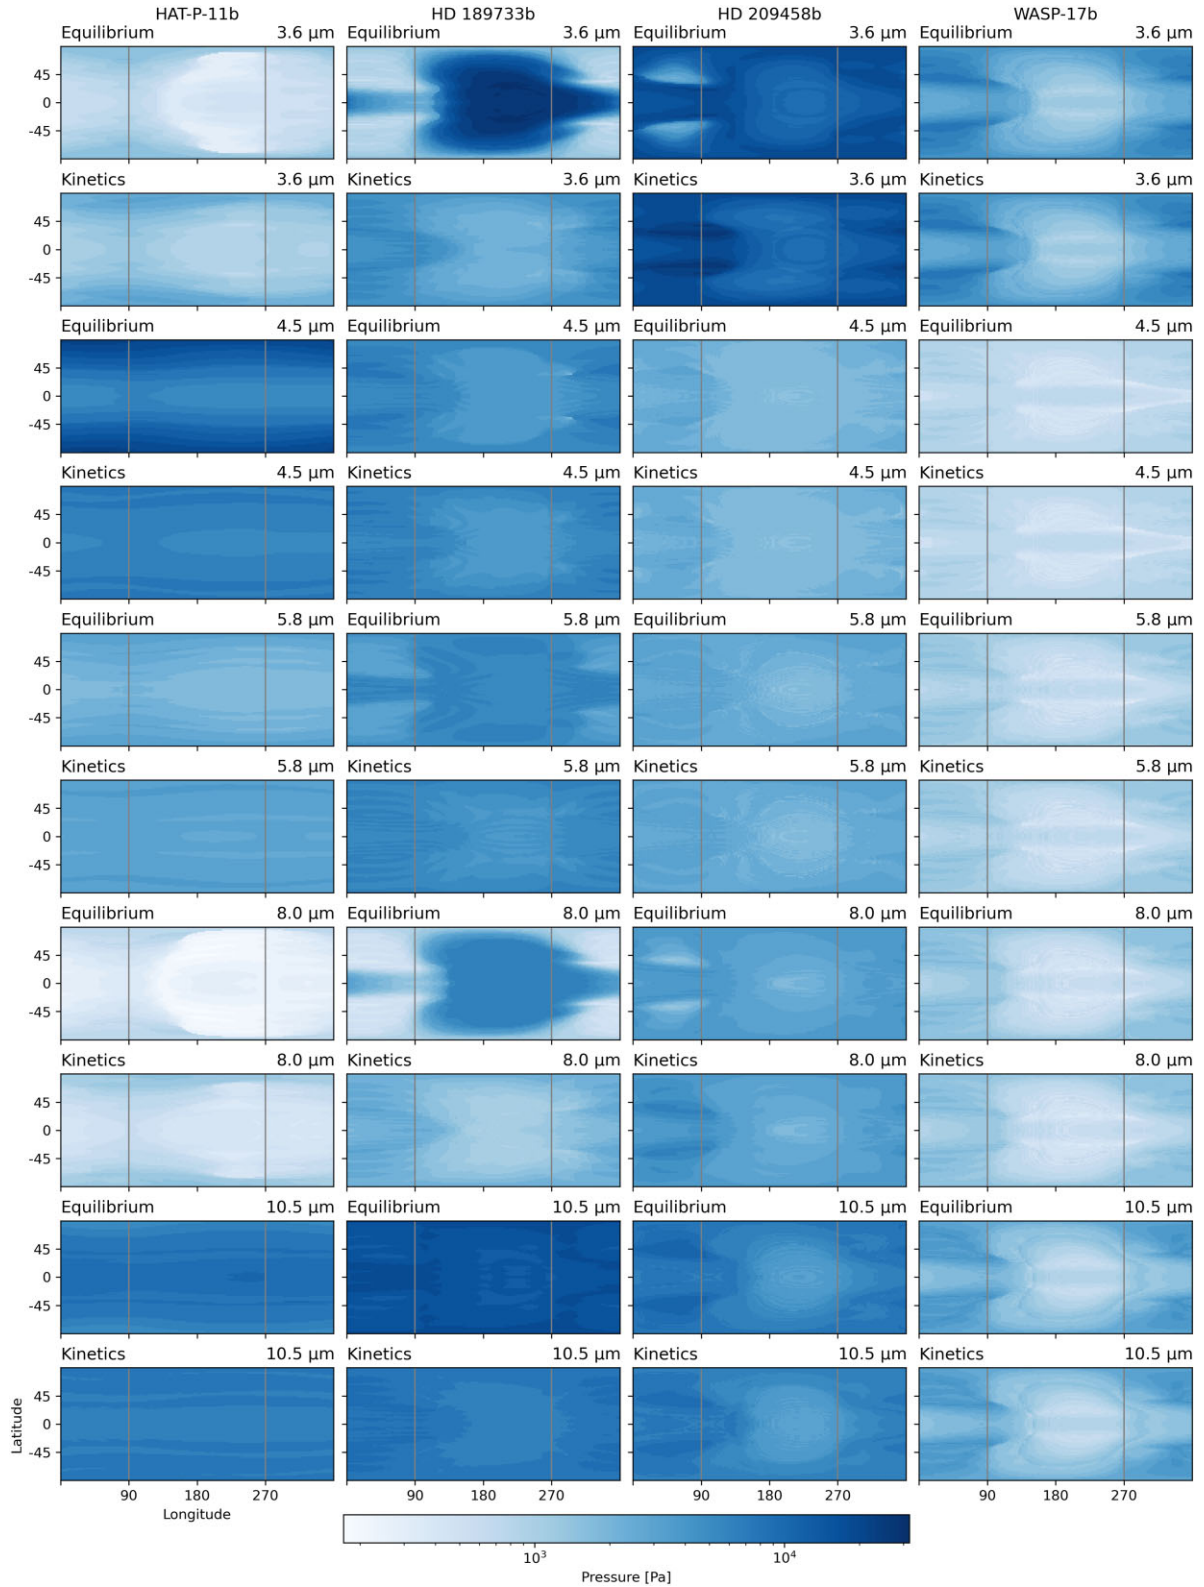 HAT-P-11b HD 189733b HD 209458b WASP-17b
Equilibrium 3.6 µm Equilibrium 3.6 µm Equilibrium 3.6 µm Equilibrium 3.6 µm
45
0
-45
Kinetics 3.6 µm Kinetics 3.6 µm Kinetics 3.6 µm Kinetics 3.6 µm
45
0
-45
Equilibrium 4.5 µm Equilibrium 4.5 µm Equilibrium 4.5 µm Equilibrium 4.5 µm
45
0
-45
Kinetics 4.5 µm Kinetics 4.5 µm Kinetics 4.5 µm Kinetics 4.5 µm
45
0
-45
Equilibrium 5.8 µm Equilibrium 5.8 µm Equilibrium 5.8 µm Equilibrium 5.8 µm
45
0
-45
Kinetics 5.8 µm Kinetics 5.8 µm Kinetics 5.8 µm Kinetics 5.8 µm
45
0
-45
Equilibrium 8.0 µm Equilibrium 8.0 µm Equilibrium 8.0 µm Equilibrium 8.0 µm
45
0
-45
Kinetics 8.0 µm Kinetics 8.0 µm Kinetics 8.0 µm Kinetics 8.0 µm
45
0
-45
Equilibrium 10.5 µm Equilibrium 10.5 µm Equilibrium 10.5 µm Equilibrium 10.5 µm
45
0
-45
Kinetics 10.5 µm Kinetics 10.5 µm Kinetics 10.5 µm Kinetics 10.5 µm
Latitude
45
0
-45
90 180 270 90 180 270 90 180 270 90 180 270
Longitude
10³ 10⁴
Pressure [Pa]